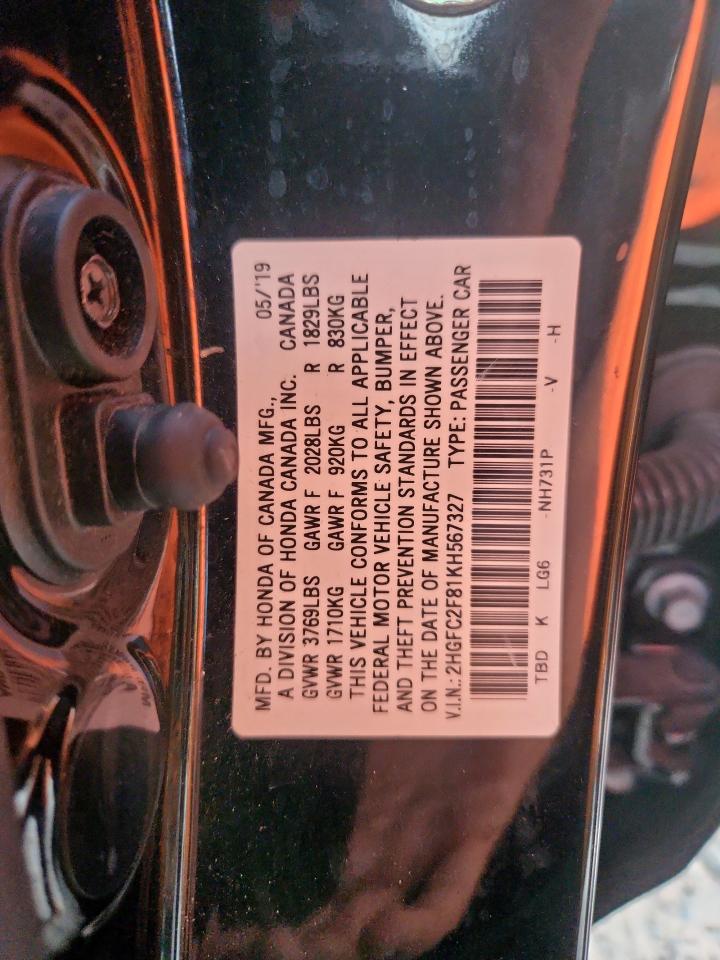 MFD. BY HONDA OF CANADA MFG., 05/'19
A DIVISION OF HONDA CANADA INC. CANADA
GVWR 3769LBS GAWR F 2028LBS R 1829LBS
GVWR 1710KG GAWR F 920KG R 830KG
THIS VEHICLE CONFORMS TO ALL APPLICABLE
FEDERAL MOTOR VEHICLE SAFETY, BUMPER,
AND THEFT PREVENTION STANDARDS IN EFFECT
ON THE DATE OF MANUFACTURE SHOWN ABOVE.
V.I.N.: 2HGFC2F81KH567327 TYPE: PASSENGER CAR
TBD K LG6 -NH731P -V -H